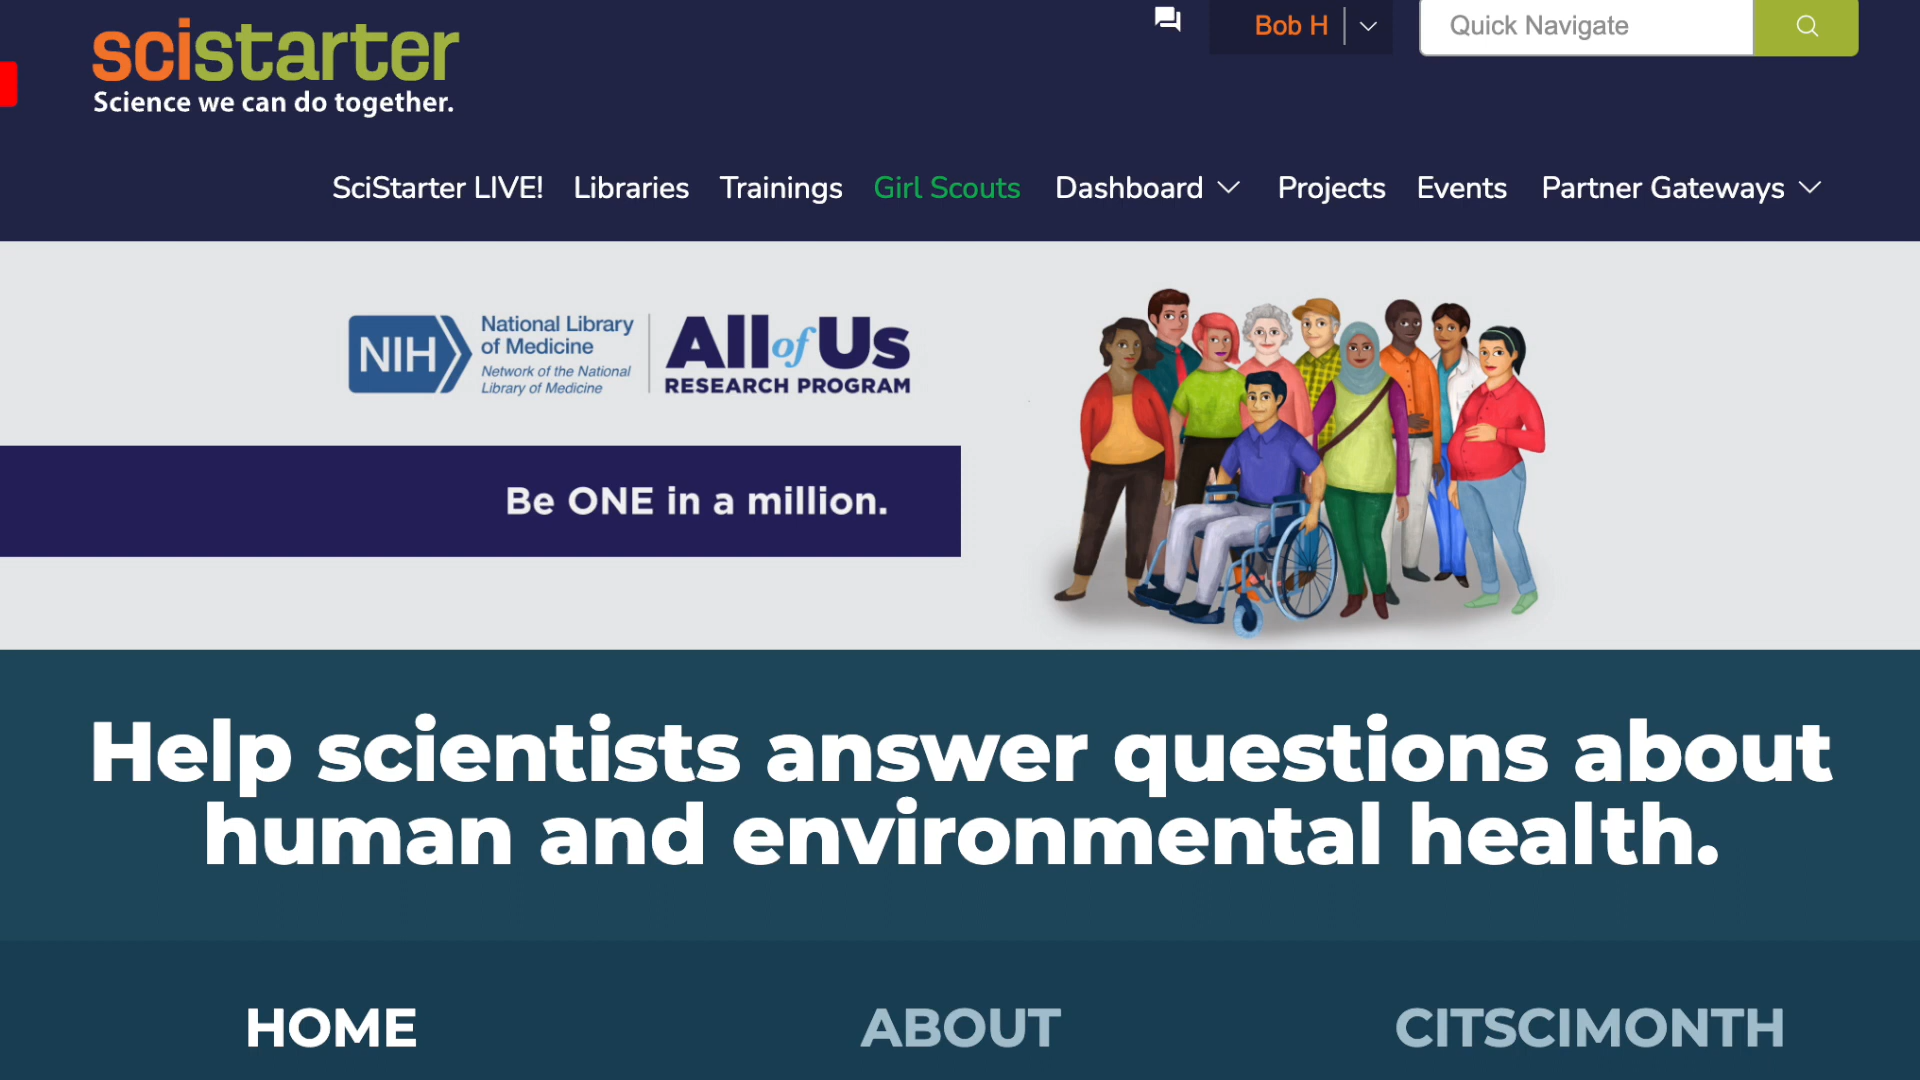 scistarter
Science we can do together.
Bob H
Quick Navigate
SciStarter LIVE! Libraries Trainings Girl Scouts Dashboard Projects Events Partner Gateways
NIH
National Library
of Medicine
Network of the National
Library of Medicine
All of Us
RESEARCH PROGRAM
Be ONE in a million.
Help scientists answer questions about
human and environmental health.
HOME ABOUT CITSCIMONTH